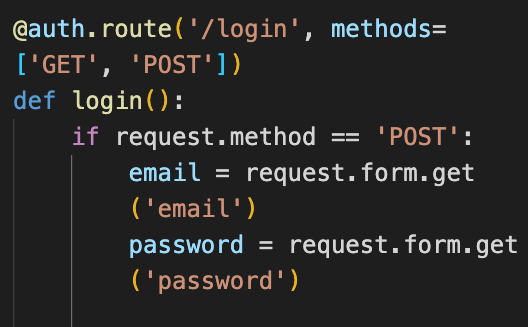 @auth.route('/login', methods=
['GET', 'POST'])
def login():
    if request.method == 'POST':
        email = request.form.get
        ('email')
        password = request.form.get
        ('password')